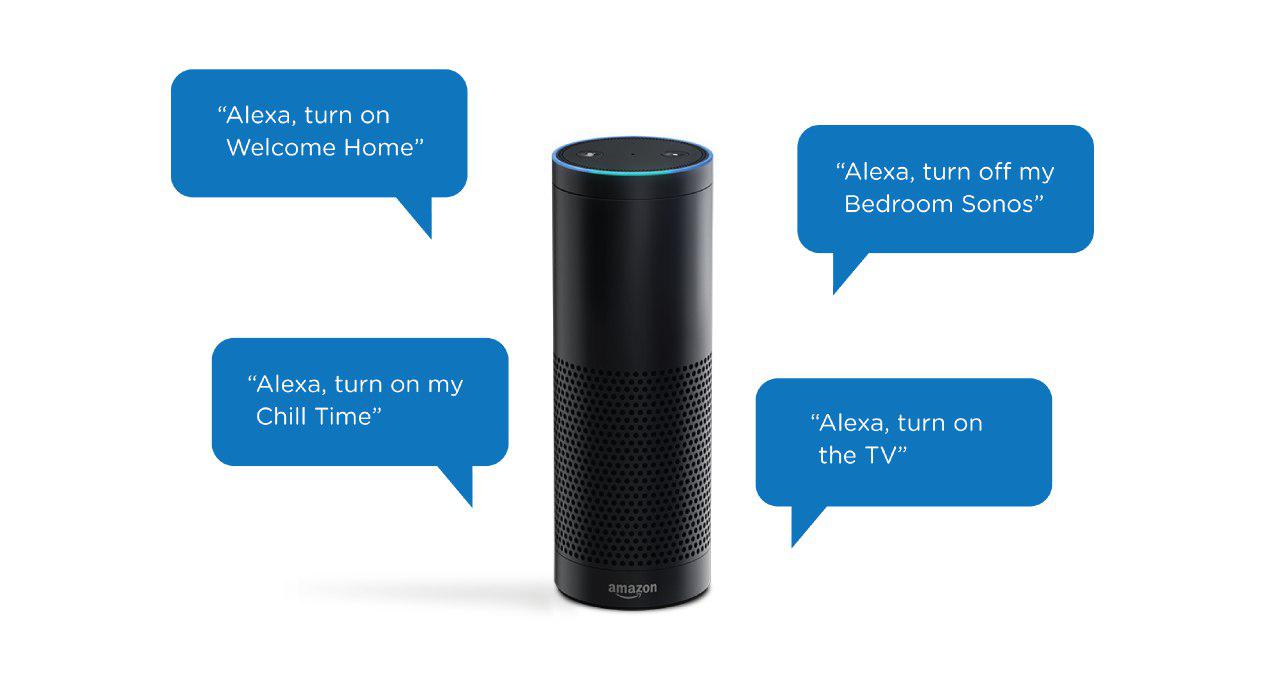 “Alexa, turn on
Welcome Home”
“Alexa, turn off my
Bedroom Sonos”
“Alexa, turn on my
Chill Time”
“Alexa, turn on
the TV”
amazon